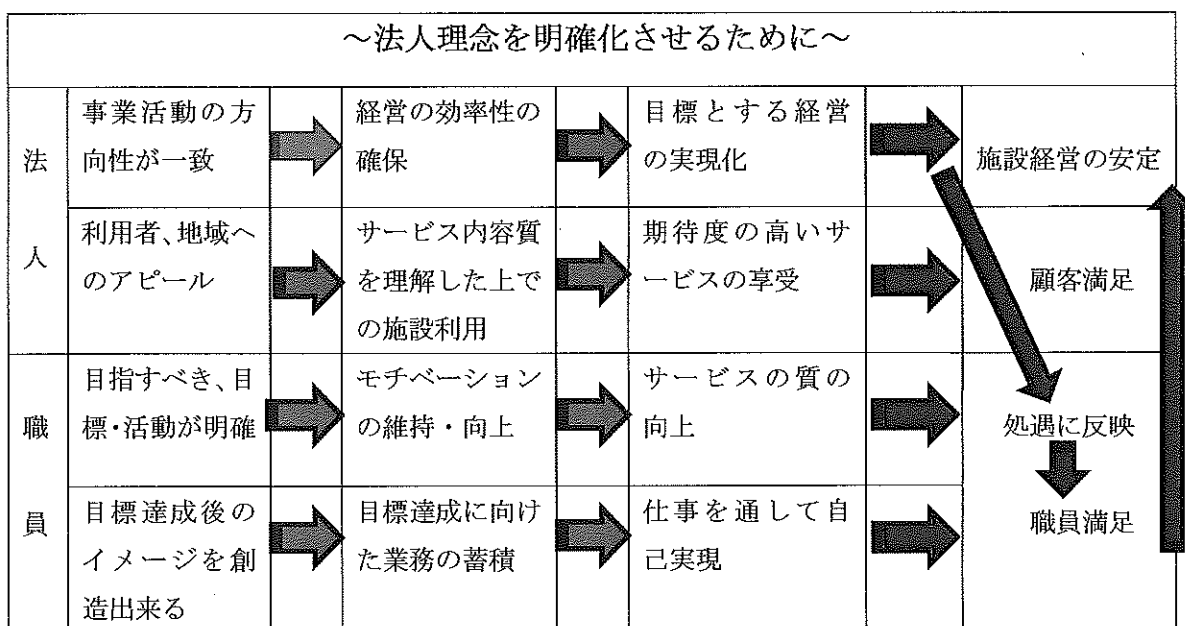 ～法人理念を明確化させるために～
法
人
事業活動の方
向性が一致
経営の効率性の
確保
目標とする経営
の実現化
施設経営の安定
利用者、地域へ
のアピール
サービス内容質
を理解した上で
の施設利用
期待度の高いサ
ービスの享受
顧客満足
職
員
目指すべき、目
標・活動が明確
モチベーション
の維持・向上
サービスの質の
向上
処遇に反映
目標達成後の
イメージを創
造出来る
目標達成に向け
た業務の蓄積
仕事を通して自
己実現
職員満足